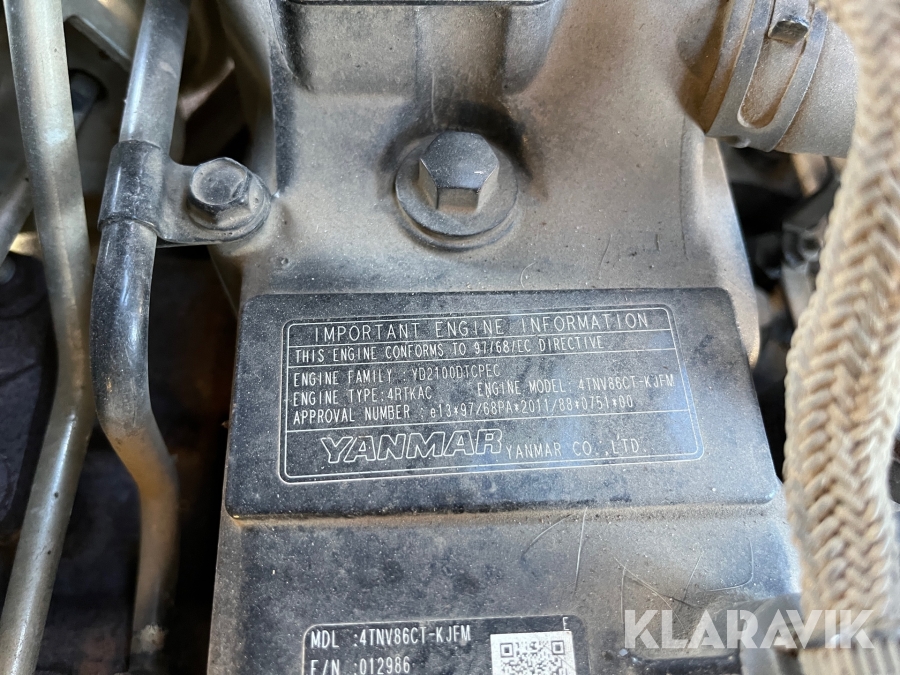 IMPORTANT ENGINE INFORMATION
THIS ENGINE CONFORMS TO 97/68/EC DIRECTIVE
ENGINE FAMILY : YD2100DTCPEC
ENGINE TYPE:4RTKAC ENGINE MODEL: 4TNV86CT-KJFM
APPROVAL NUMBER :e13*97/68PA*2011/88*0751*00
YANMAR YANMAR CO.,LTD.
MDL :4TNV86CT-KJFM
E/N :012986
E
KLARAVIK